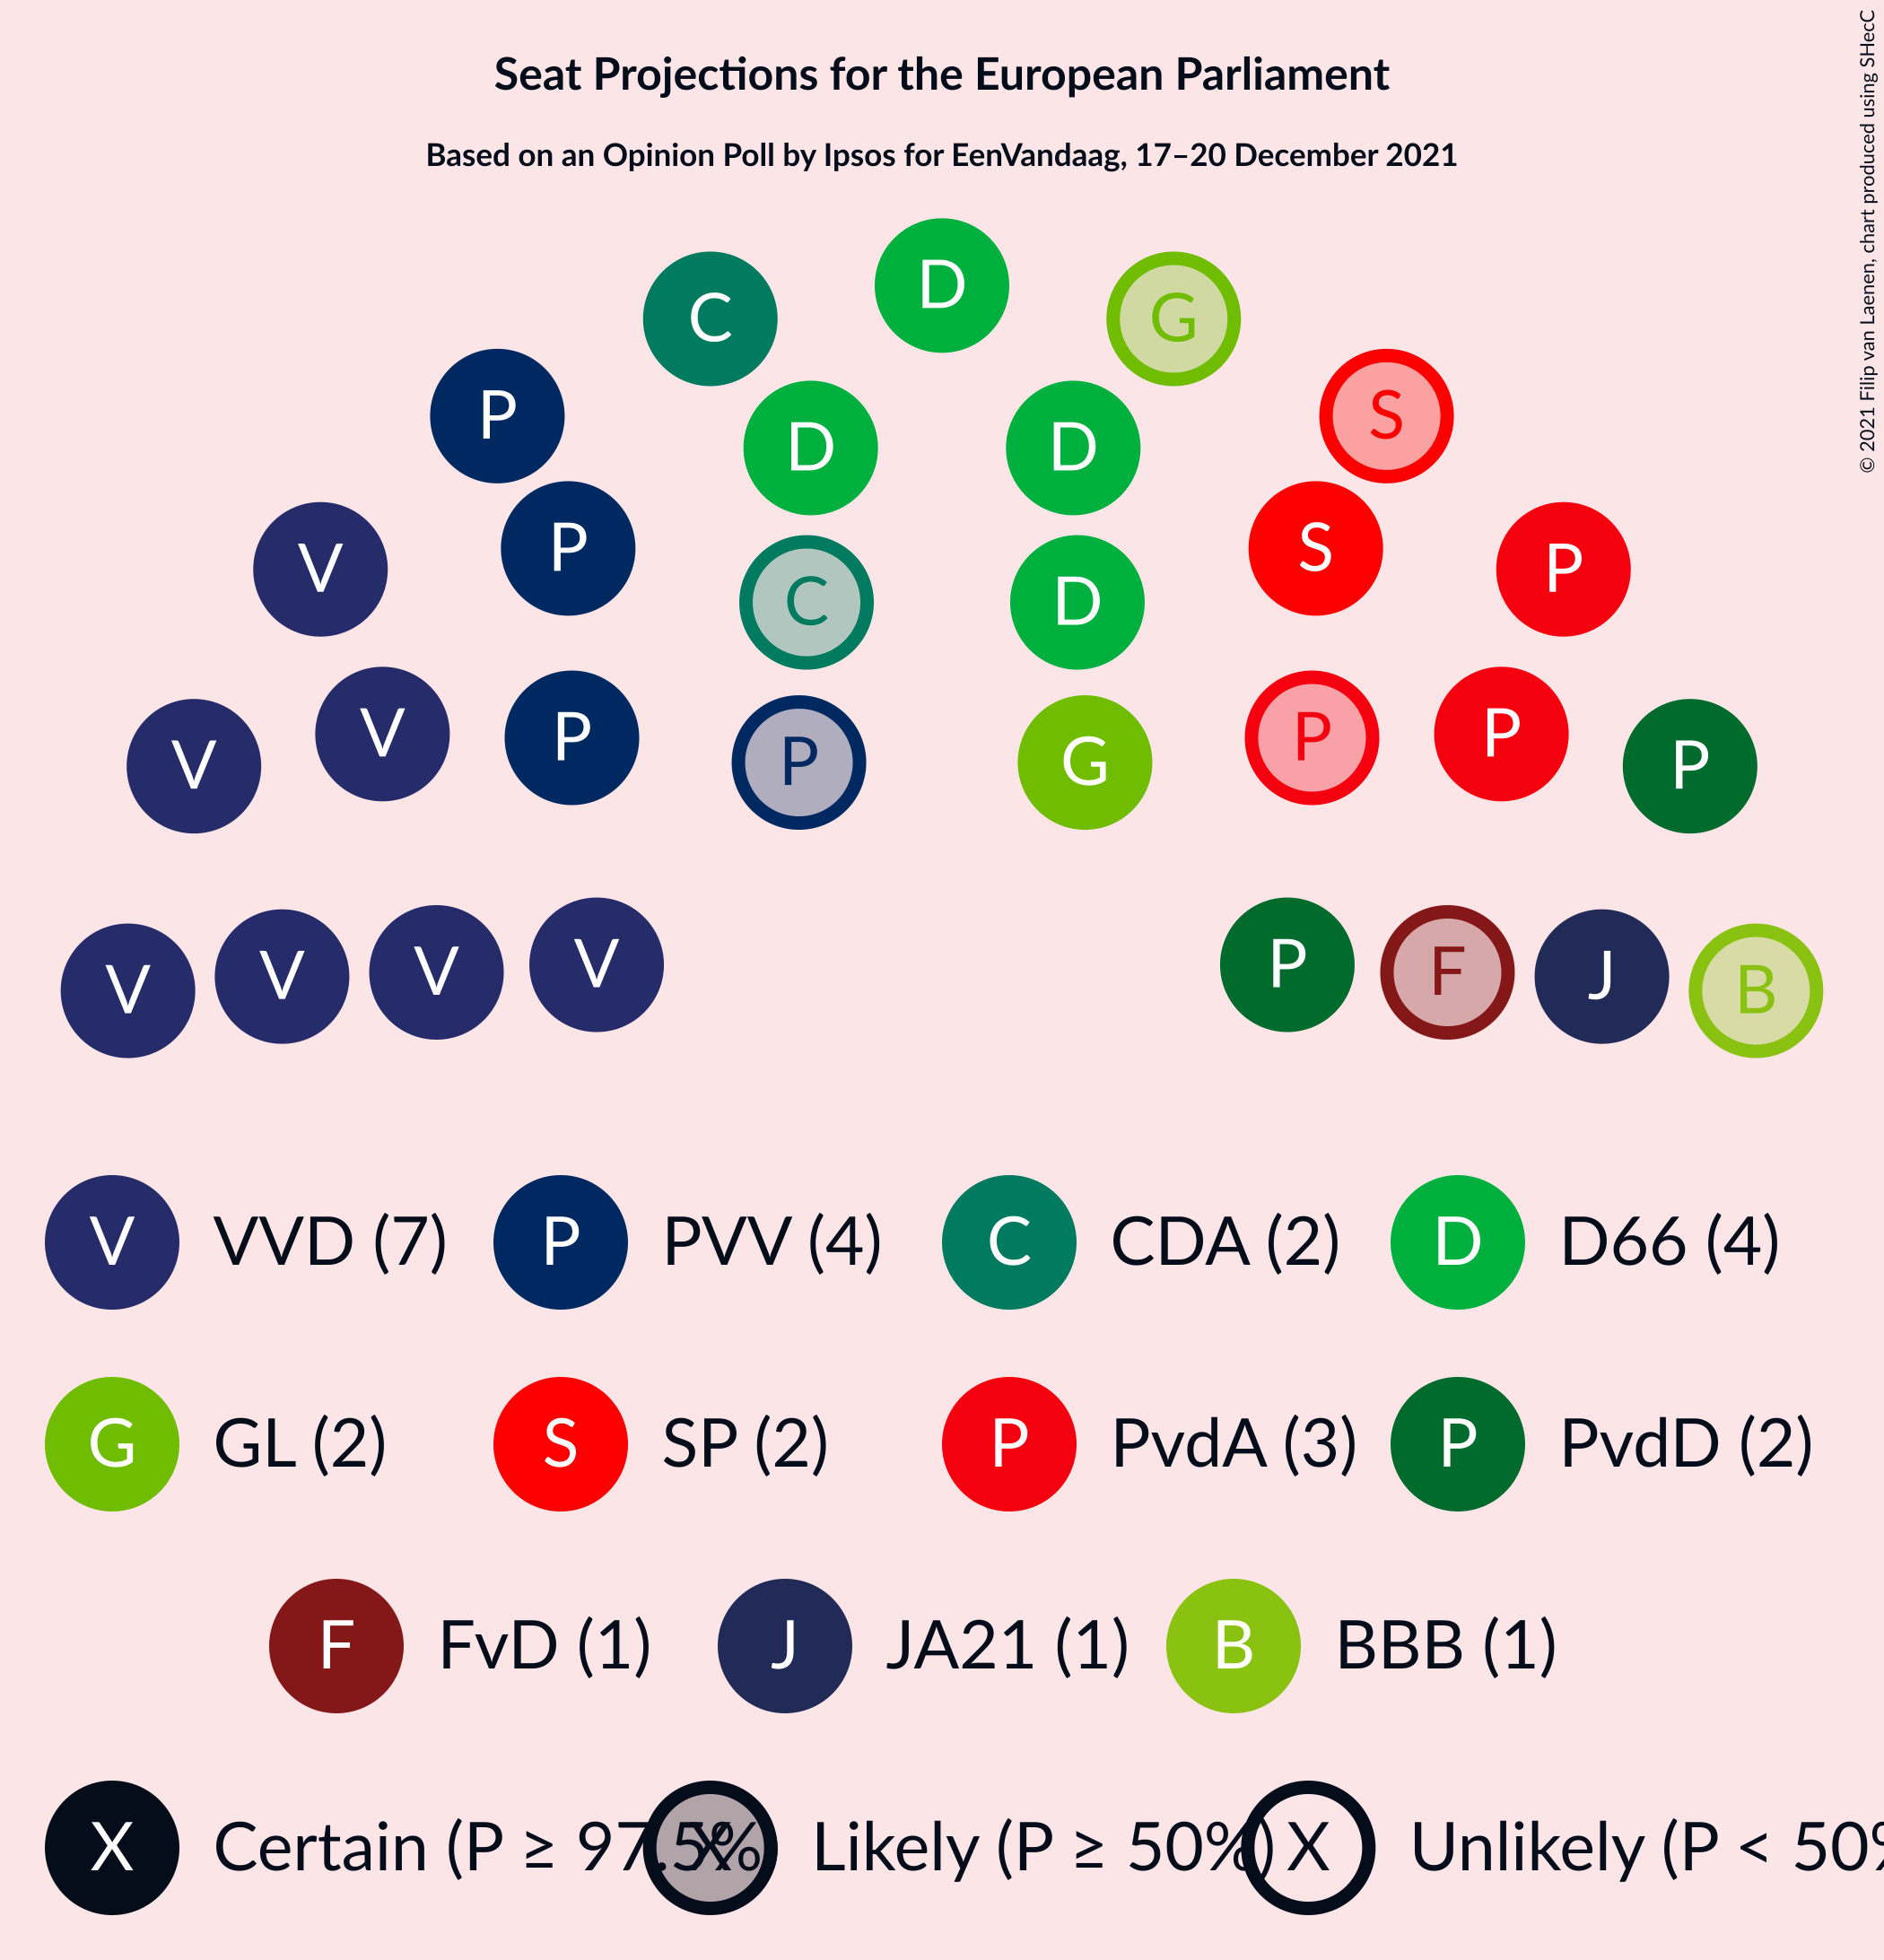 Seat Projections for the European Parliament
Based on an Opinion Poll by Ipsos for EenVandaag, 17–20 December 2021
© 2021 Filip van Laenen, chart produced using SHecC
D
C G
P S
D D
P S
V P
C D
V P P P
V P
P G
V V V V P F J B
V VVD (7) P PVV (4) C CDA (2) D D66 (4)
G GL (2) S SP (2) P PvdA (3) P PvdD (2)
F FvD (1) J JA21 (1) B BBB (1)
X Certain (P ≥ 97.5% X Likely (P ≥ 50%) X Unlikely (P < 50%